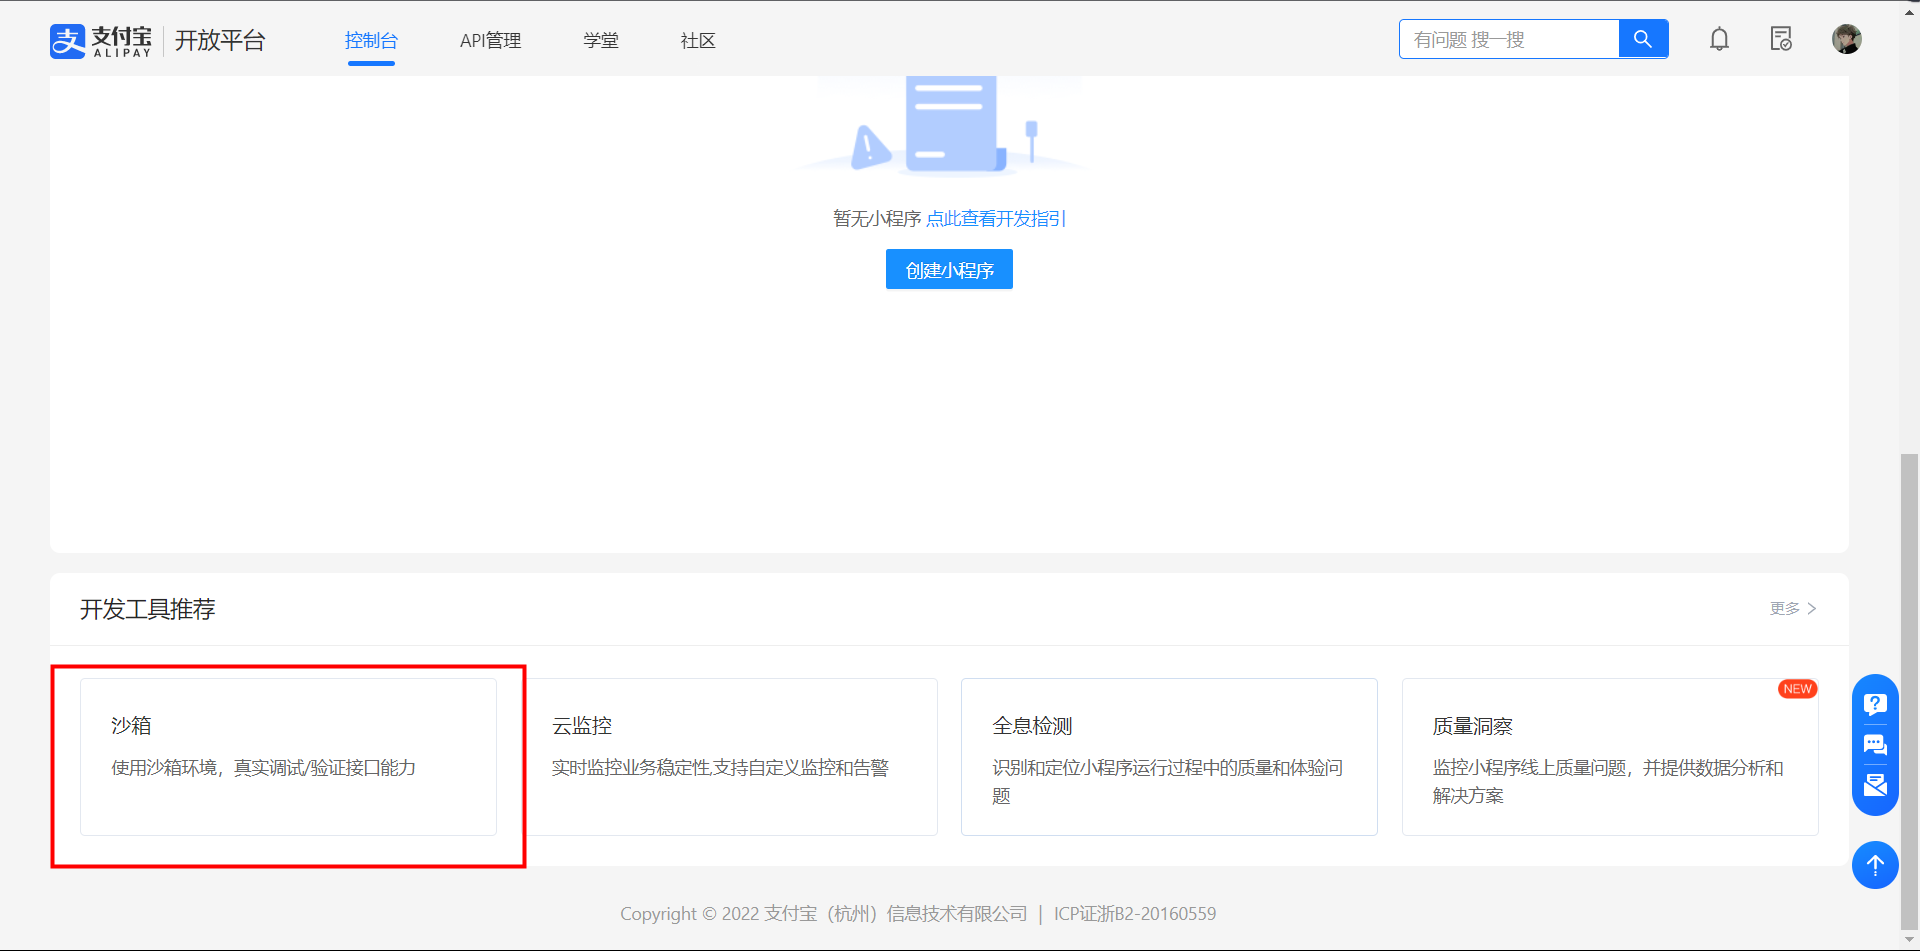 支付宝 ALIPAY 开放平台 控制台 API管理 学堂 社区 有问题 搜一搜
暂无小程序 点此查看开发指引
创建小程序
开发工具推荐 更多
NEW
沙箱 云监控 全息检测 质量洞察
使用沙箱环境，真实调试/验证接口能力 实时监控业务稳定性,支持自定义监控和告警 识别和定位小程序运行过程中的质量和体验问题 监控小程序线上质量问题，并提供数据分析和解决方案
Copyright © 2022 支付宝（杭州）信息技术有限公司 | ICP证浙B2-20160559